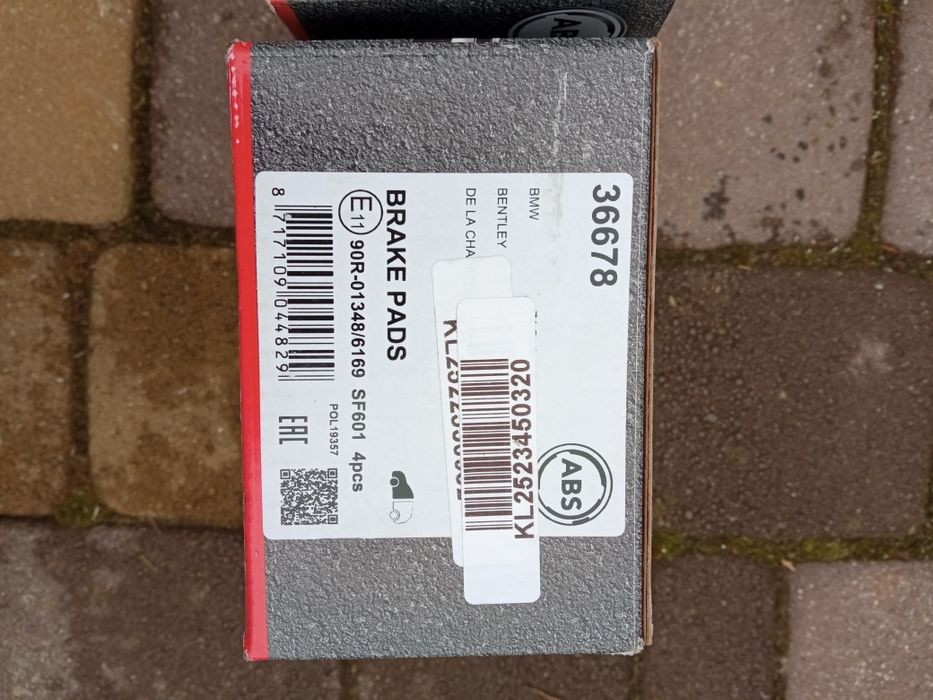 ABS
36678
BMW
BENTLEY
DE LA CHA
KL2523450320
ABS
BRAKE PADS
E11 90R-01348/6169 SF601 4pcs
POL19357
8 717109 044829
EAC